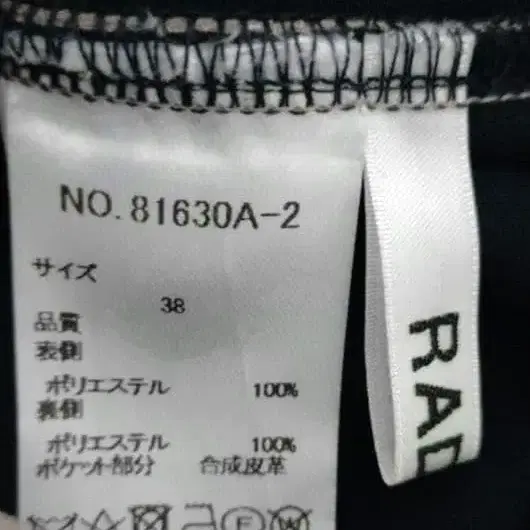 NO. 81630A-2
サイズ
38
品質
表側
ポリエステル 100%
裏側
ポリエステル 100%
ポケット部分 合成皮革
RAD